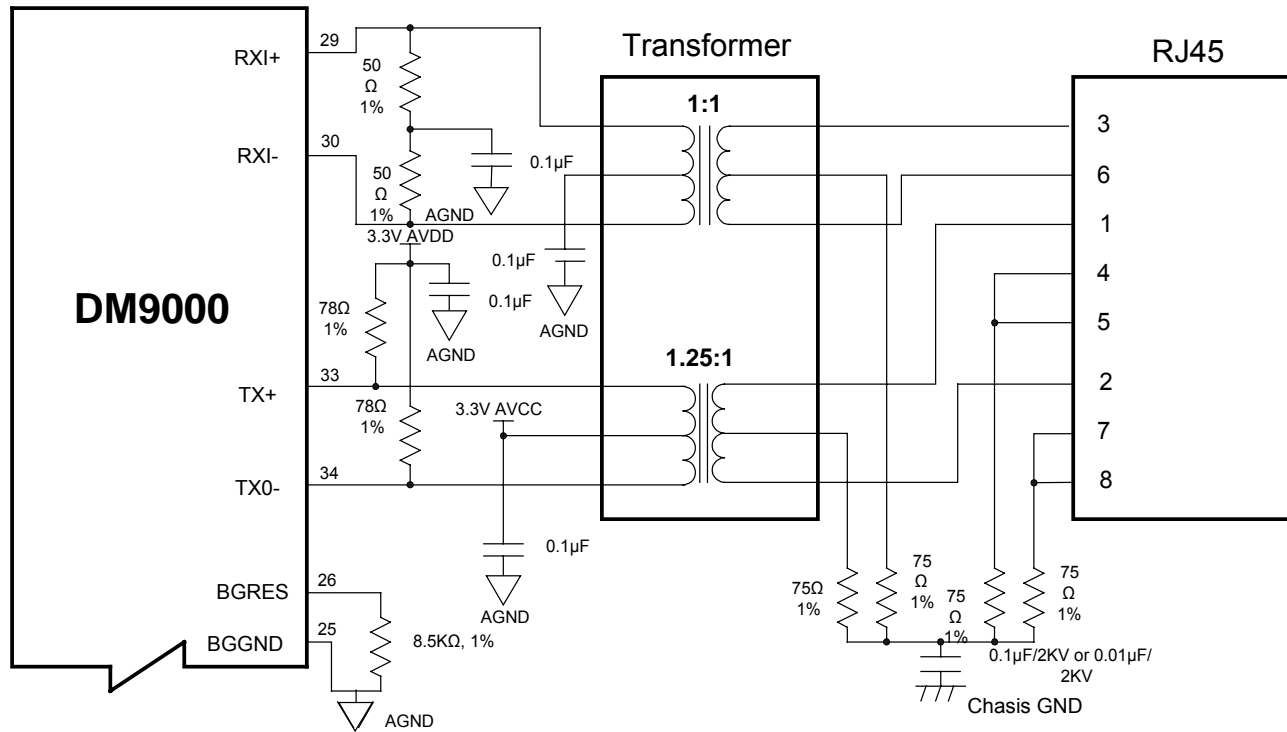 DM9000
RXI+
29
RXI-
30
50
Ω
1%
50
Ω
1%
0.1µF
AGND
3.3V AVDD
0.1µF
AGND
0.1µF
AGND
78Ω
1%
78Ω
1%
TX+
33
TX0-
34
3.3V AVCC
0.1µF
AGND
BGRES
26
BGGND
25
8.5KΩ, 1%
AGND
Transformer
1:1
1.25:1
RJ45
3
6
1
4
5
2
7
8
75Ω
1%
75
Ω
1%
75
Ω
1%
75
Ω
1%
0.1µF/2KV or 0.01µF/
2KV
Chasis GND